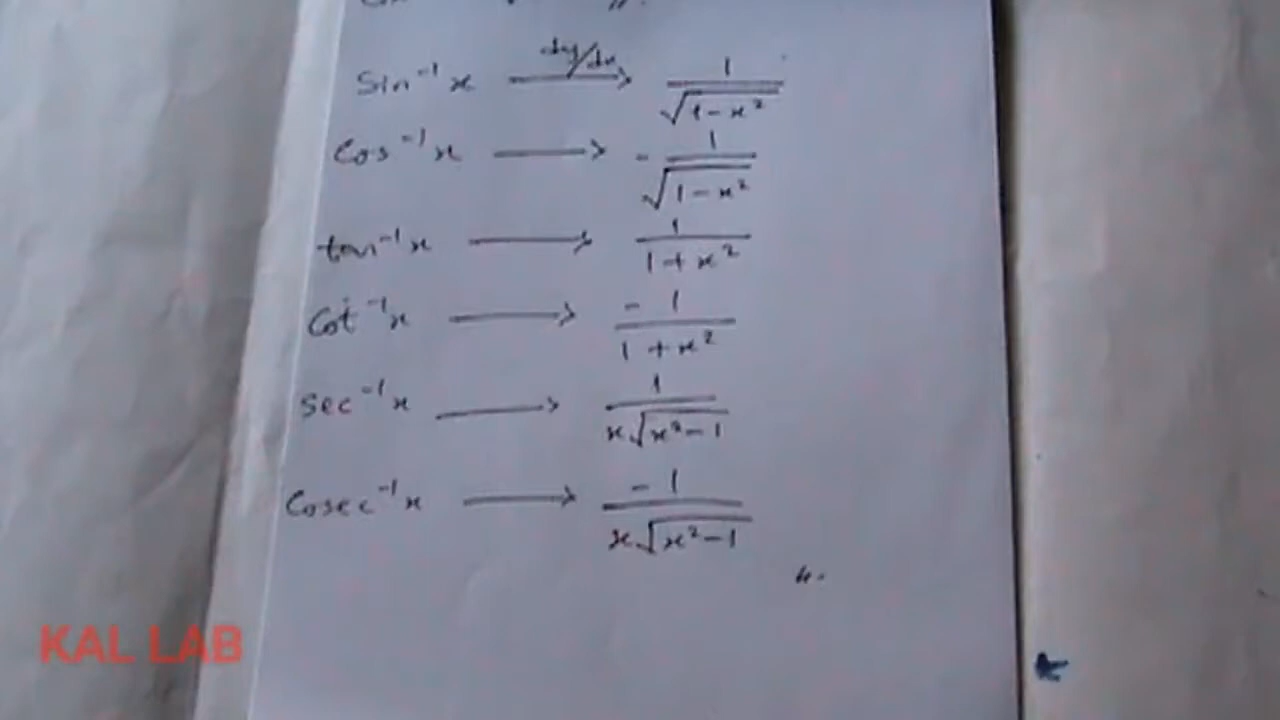 Sin⁻¹x dy/dx → 1/√(1-x²)
Cos⁻¹x → - 1/√(1-x²)
tan⁻¹x → 1/(1+x²)
Cot⁻¹x → -1/(1+x²)
Sec⁻¹x → 1/(x√(x²-1))
Cosec⁻¹x → -1/(x√(x²-1))
KAL LAB